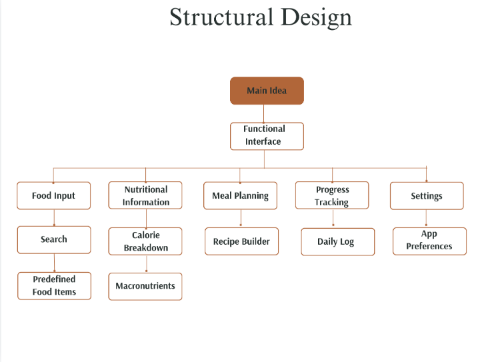 Structural Design
Main Idea
Functional
Interface
Food Input
Nutritional
Information
Meal Planning
Progress
Tracking
Settings
Search
Calorie
Breakdown
Recipe Builder
Daily Log
App
Preferences
Predefined
Food Items
Macronutrients